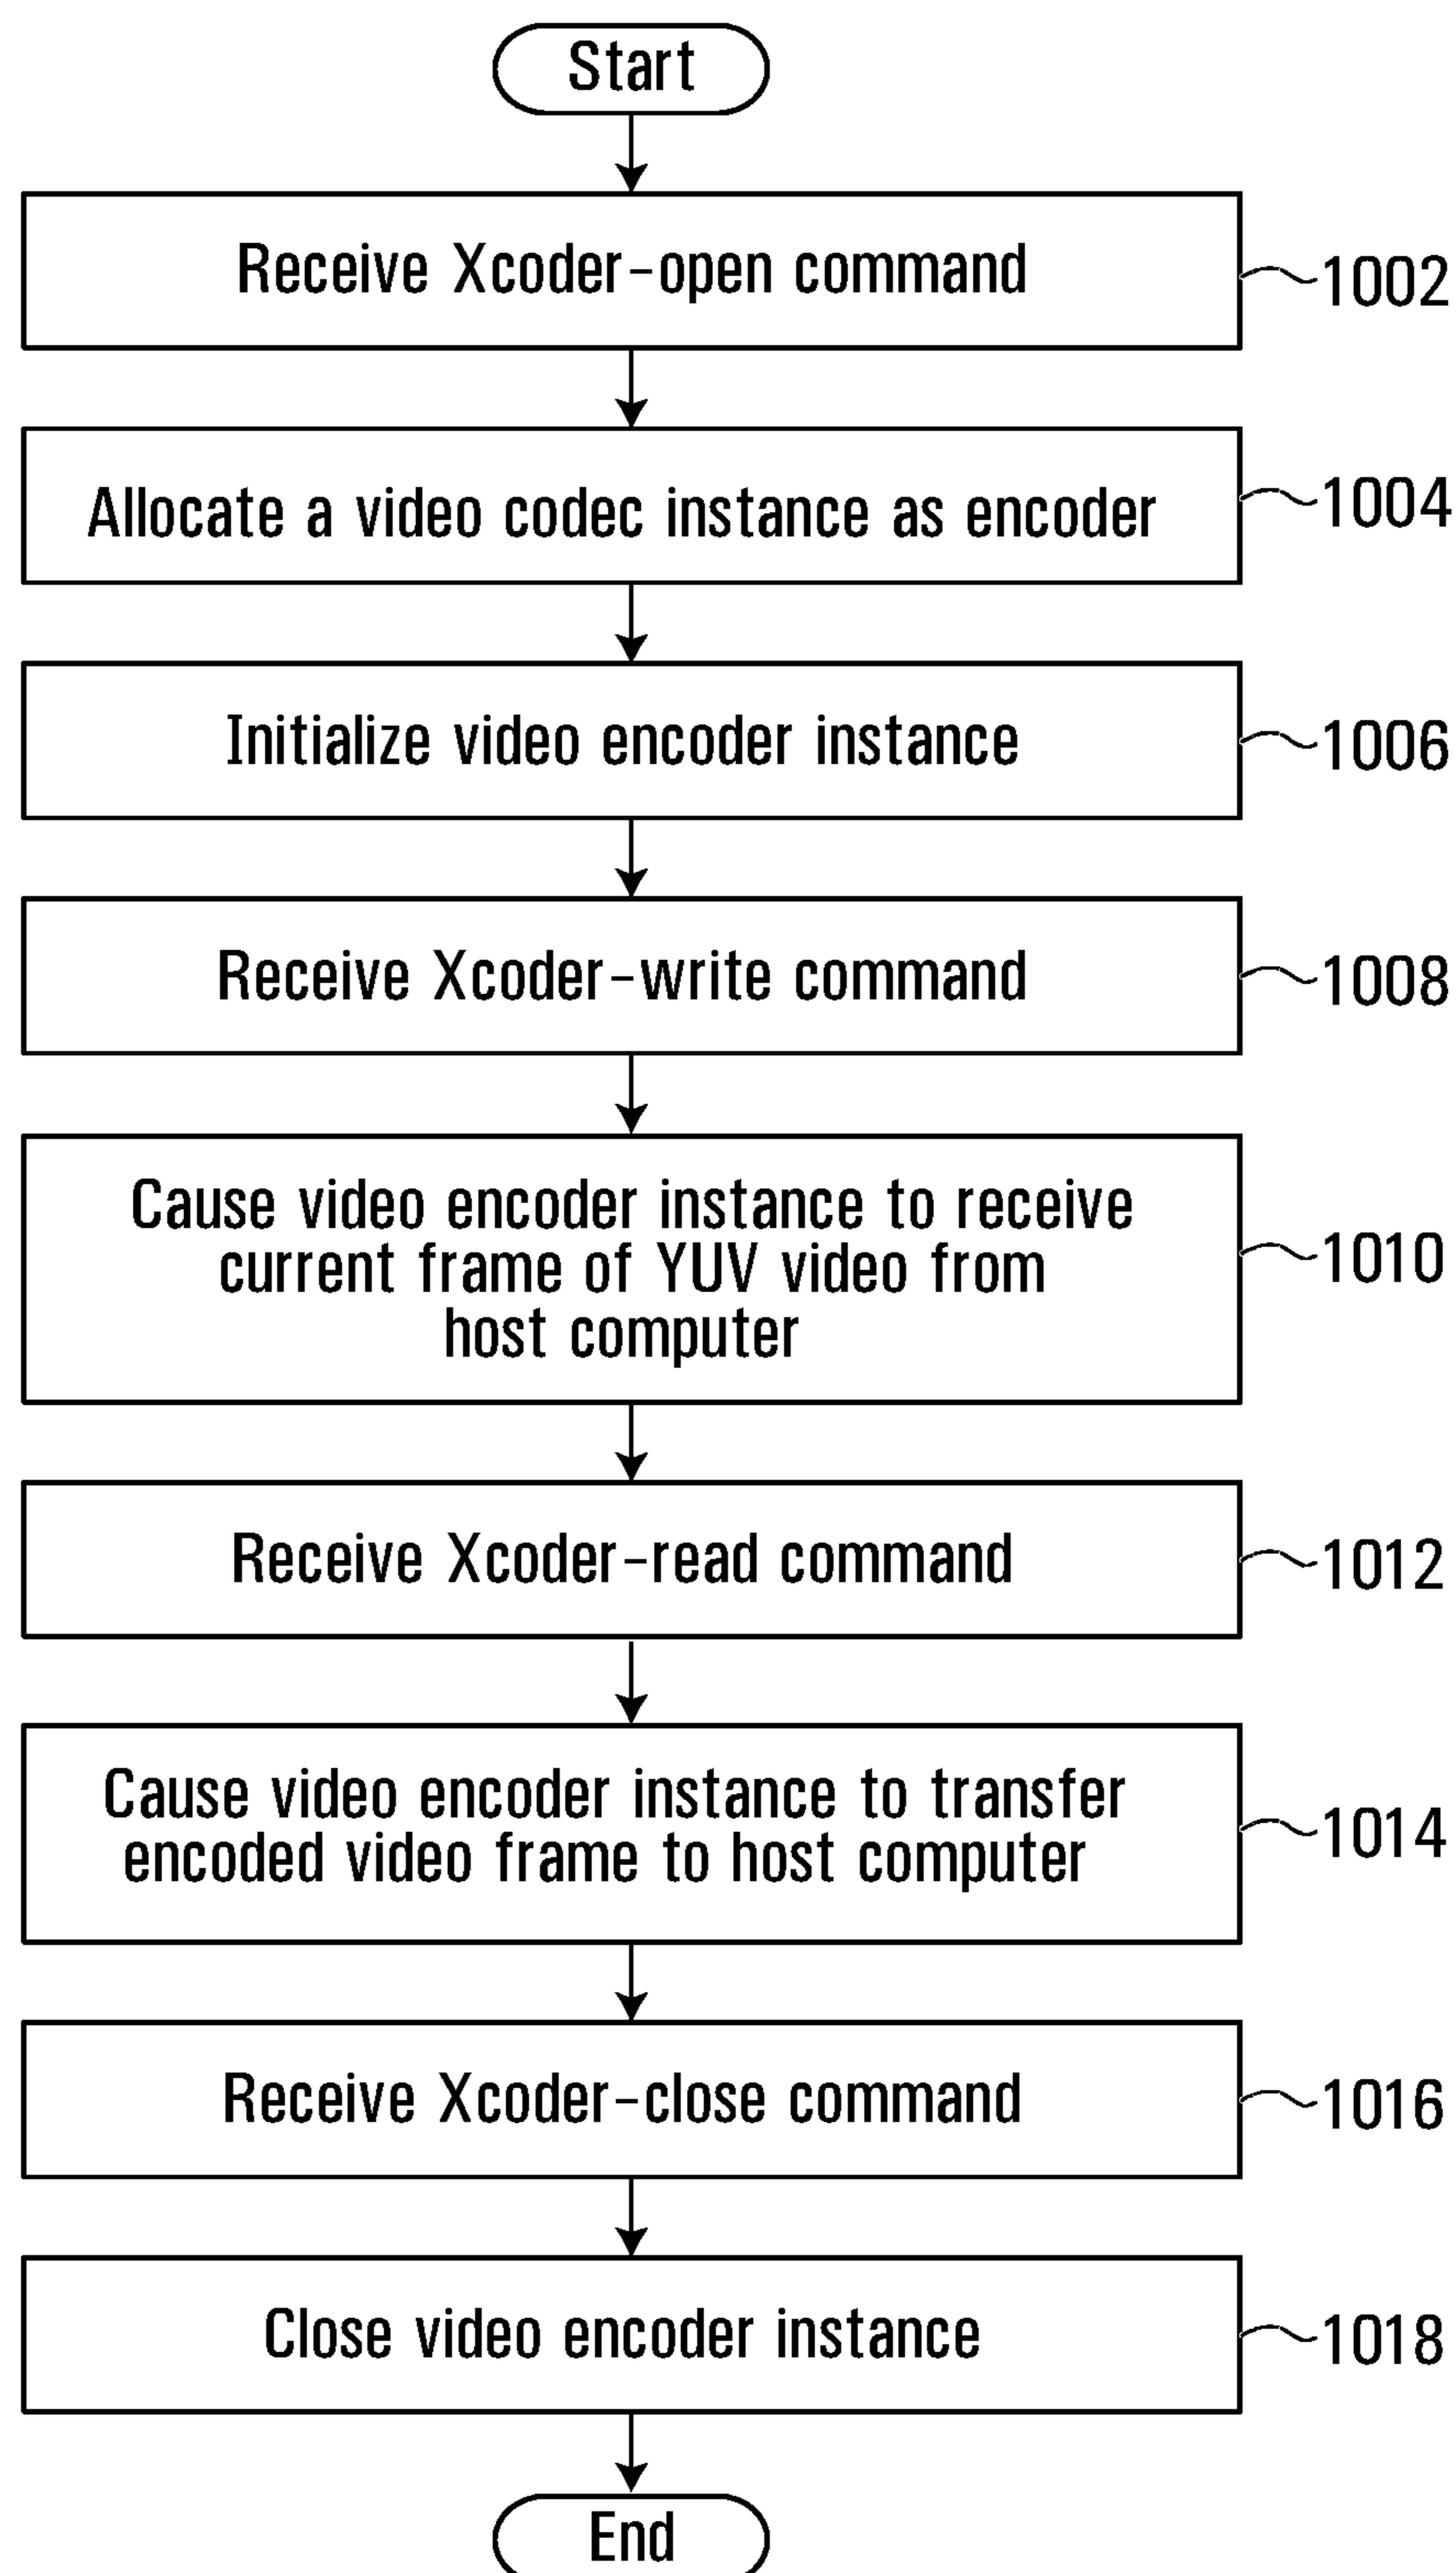 Start
Receive Xcoder-open command
1002
Allocate a video codec instance as encoder
1004
Initialize video encoder instance
1006
Receive Xcoder-write command
1008
Cause video encoder instance to receive
current frame of YUV video from
host computer
1010
Receive Xcoder-read command
1012
Cause video encoder instance to transfer
encoded video frame to host computer
1014
Receive Xcoder-close command
1016
Close video encoder instance
1018
End